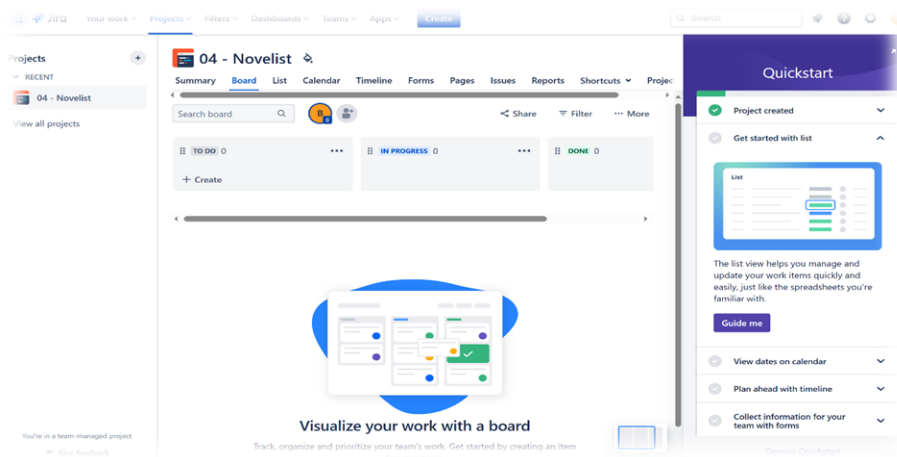 Jira Your work Projects Filters Dashboards Teams Apps Create Search
Projects
RECENT
04 - Novelist
View all projects
You're in a team-managed project
Give feedback
04 - Novelist
Summary Board List Calendar Timeline Forms Pages Issues Reports Shortcuts Projec
Search board B Share Filter More
TO DO 0 IN PROGRESS 0 DONE 0
+ Create
Visualize your work with a board
Track, organize and prioritize your team's work. Get started by creating an item
Quickstart
Project created
Get started with list
List
The list view helps you manage and
update your work items quickly and
easily, just like the spreadsheets you're
familiar with.
Guide me
View dates on calendar
Plan ahead with timeline
Collect information for your
team with forms
Dismiss Quickstart